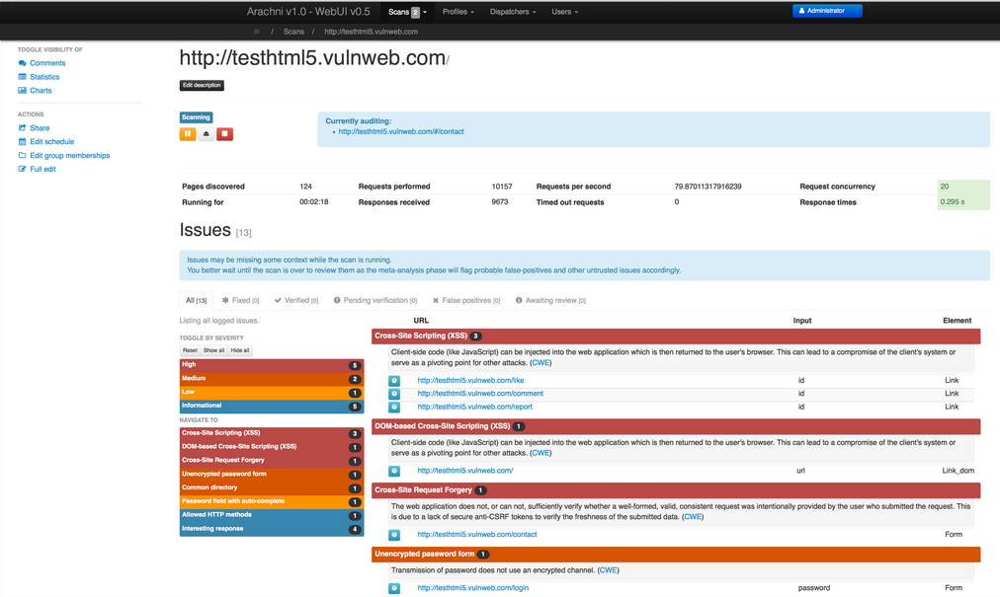 Arachni v1.0 - WebUI v0.5 Scans 2 Profiles Dispatchers Users Administrator
/ Scans / http://testhtml5.vulnweb.com
TOGGLE VISIBILITY OF
Comments
Statistics
Charts
ACTIONS
Share
Edit schedule
Edit group memberships
Full edit
http://testhtml5.vulnweb.com/
Edit description
Scanning
Currently auditing:
• http://testhtml5.vulnweb.com/#/contact
Pages discovered 124 Requests performed 10157 Requests per second 79.87011317916239 Request concurrency 20
Running for 00:02:18 Responses received 9673 Timed out requests 0 Response times 0.295 s
Issues [13]
Issues may be missing some context while the scan is running.
You better wait until the scan is over to review them as the meta-analysis phase will flag probable false-positives and other untrusted issues accordingly.
All [13] Fixed [0] Verified [0] Pending verification [0] False positives [0] Awaiting review [0]
Listing all logged issues.
TOGGLE BY SEVERITY
Reset Show all Hide all
High 5
Medium 2
Low 1
Informational 5
NAVIGATE TO
Cross-Site Scripting (XSS) 3
DOM-based Cross-Site Scripting (XSS) 1
Cross-Site Request Forgery 1
Unencrypted password form 1
Common directory 1
Password field with auto-complete 1
Allowed HTTP methods 1
Interesting response 4
URL Input Element
Cross-Site Scripting (XSS) 3
Client-side code (like JavaScript) can be injected into the web application which is then returned to the user's browser. This can lead to a compromise of the client's system or
serve as a pivoting point for other attacks. (CWE)
http://testhtml5.vulnweb.com/like id Link
http://testhtml5.vulnweb.com/comment id Link
http://testhtml5.vulnweb.com/report id Link
DOM-based Cross-Site Scripting (XSS) 1
Client-side code (like JavaScript) can be injected into the web application which is then returned to the user's browser. This can lead to a compromise of the client's system or
serve as a pivoting point for other attacks. (CWE)
http://testhtml5.vulnweb.com/ url Link_dom
Cross-Site Request Forgery 1
The web application does not, or can not, sufficiently verify whether a well-formed, valid, consistent request was intentionally provided by the user who submitted the request. This
is due to a lack of secure anti-CSRF tokens to verify the freshness of the submitted data. (CWE)
http://testhtml5.vulnweb.com/contact Form
Unencrypted password form 1
Transmission of password does not use an encrypted channel. (CWE)
http://testhtml5.vulnweb.com/login password Form